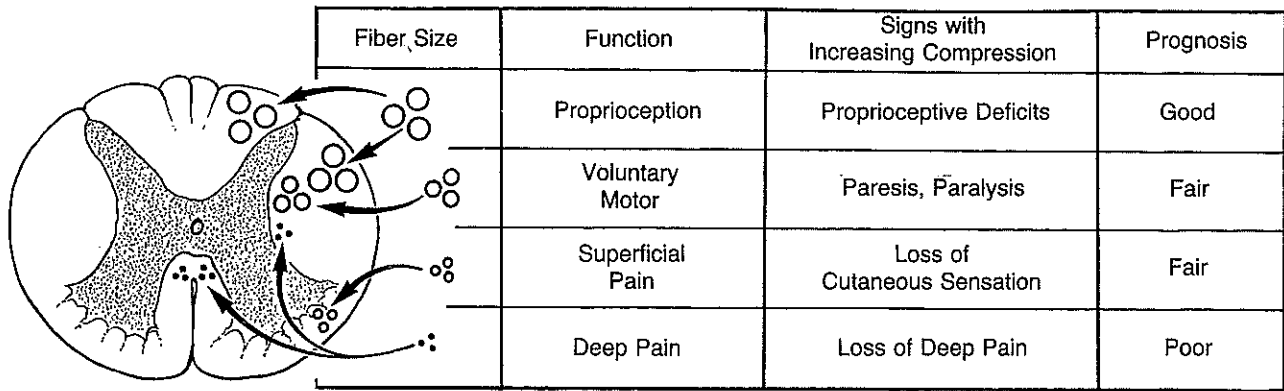 Fiber Size
Function
Signs with
Increasing Compression
Prognosis
Proprioception
Proprioceptive Deficits
Good
Voluntary
Motor
Paresis, Paralysis
Fair
Superficial
Pain
Loss of
Cutaneous Sensation
Fair
Deep Pain
Loss of Deep Pain
Poor